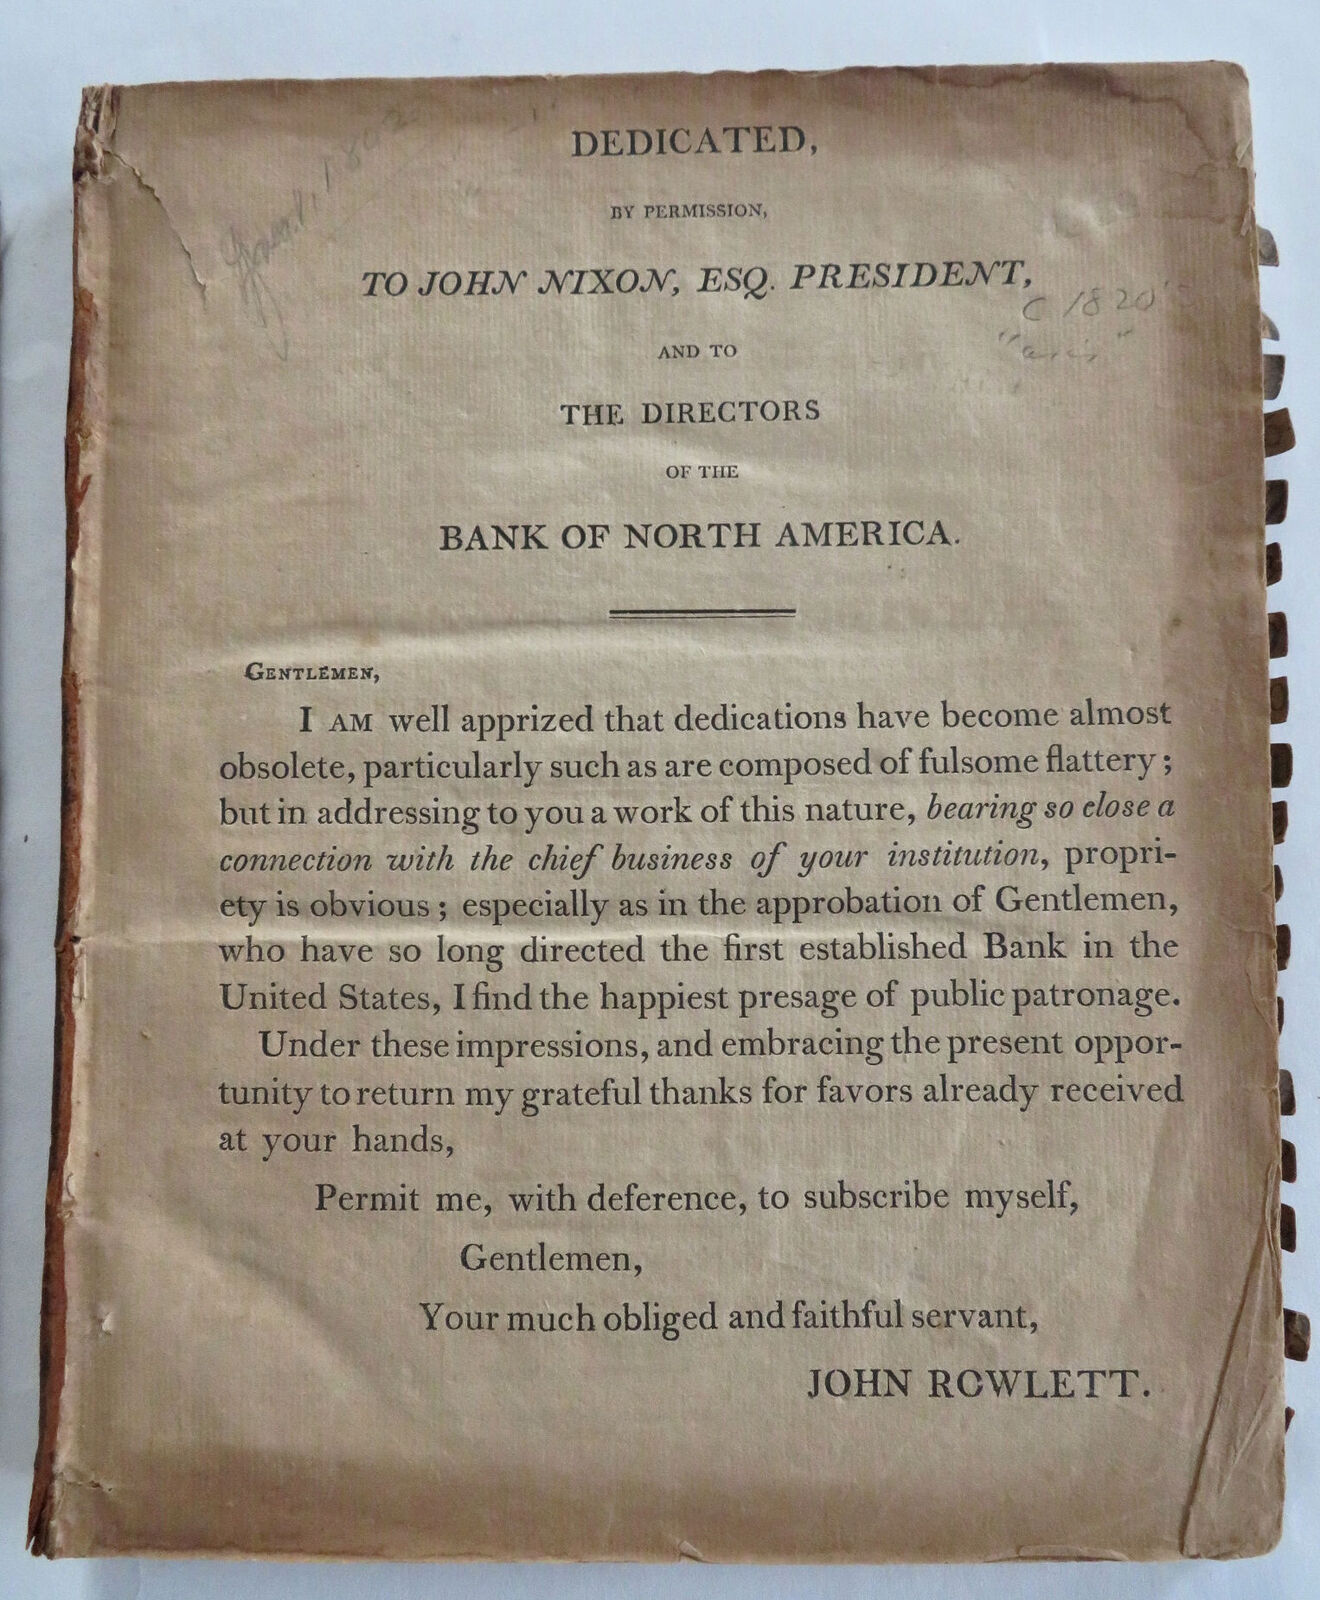 DEDICATED,
BY PERMISSION,
TO JOHN NIXON, ESQ. PRESIDENT,
C 1820's
AND TO
THE DIRECTORS
OF THE
BANK OF NORTH AMERICA.
GENTLEMEN,
I AM well apprized that dedications have become almost
obsolete, particularly such as are composed of fulsome flattery ;
but in addressing to you a work of this nature, bearing so close a
connection with the chief business of your institution, propri-
ety is obvious ; especially as in the approbation of Gentlemen,
who have so long directed the first established Bank in the
United States, I find the happiest presage of public patronage.
Under these impressions, and embracing the present oppor-
tunity to return my grateful thanks for favors already received
at your hands,
Permit me, with deference, to subscribe myself,
Gentlemen,
Your much obliged and faithful servant,
JOHN ROWLETT.